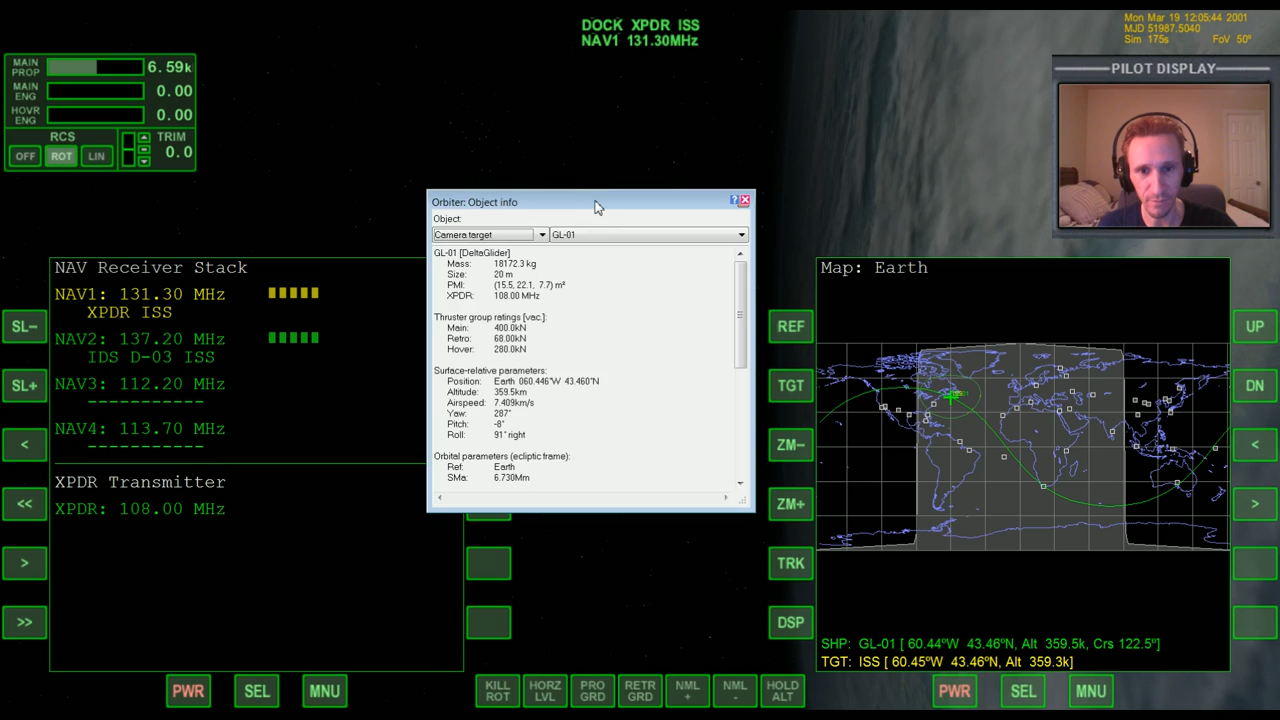 DOCK XPDR ISS
NAV1 131.30MHz
Mon Mar 19 12:05:44 2001
MJD 51987.5040
Sim 175s FoV 50°
PILOT DISPLAY
MAIN PROP 6.59k
MAIN ENG 0.00
HOVR ENG 0.00
RCS
OFF ROT LIN
TRIM
0.0
Orbiter: Object info
Object:
Camera target GL-01
GL-01 [DeltaGlider]
Mass: 18172.3 kg
Size: 20 m
PMI: (15.5, 22.1, 7.7) m²
XPDR: 108.00 MHz
Thruster group ratings [vac.]:
Main: 400.0kN
Retro: 68.00kN
Hover: 280.0kN
Surface-relative parameters:
Position: Earth 060.446°W 43.460°N
Altitude: 359.5km
Airspeed: 7.409km/s
Yaw: 287°
Pitch: -8°
Roll: 91° right
Orbital parameters (ecliptic frame):
Ref: Earth
SMa: 6.730Mm
NAV Receiver Stack
NAV1: 131.30 MHz
XPDR ISS
NAV2: 137.20 MHz
IDS D-03 ISS
NAV3: 112.20 MHz
-----------
NAV4: 113.70 MHz
-----------
XPDR Transmitter
XPDR: 108.00 MHz
SL-
SL+
<
<<
>
>>
PWR SEL MNU
KILL ROT
HORZ LVL
PRO GRD
RETR GRD
NML +
NML -
HOLD ALT
Map: Earth
REF
TGT
ZM-
ZM+
TRK
DSP
UP
DN
<
>
SHP: GL-01 [ 60.44ºW 43.46ºN, Alt 359.5k, Crs 122.5º]
TGT: ISS [ 60.45ºW 43.46ºN, Alt 359.3k]
PWR SEL MNU